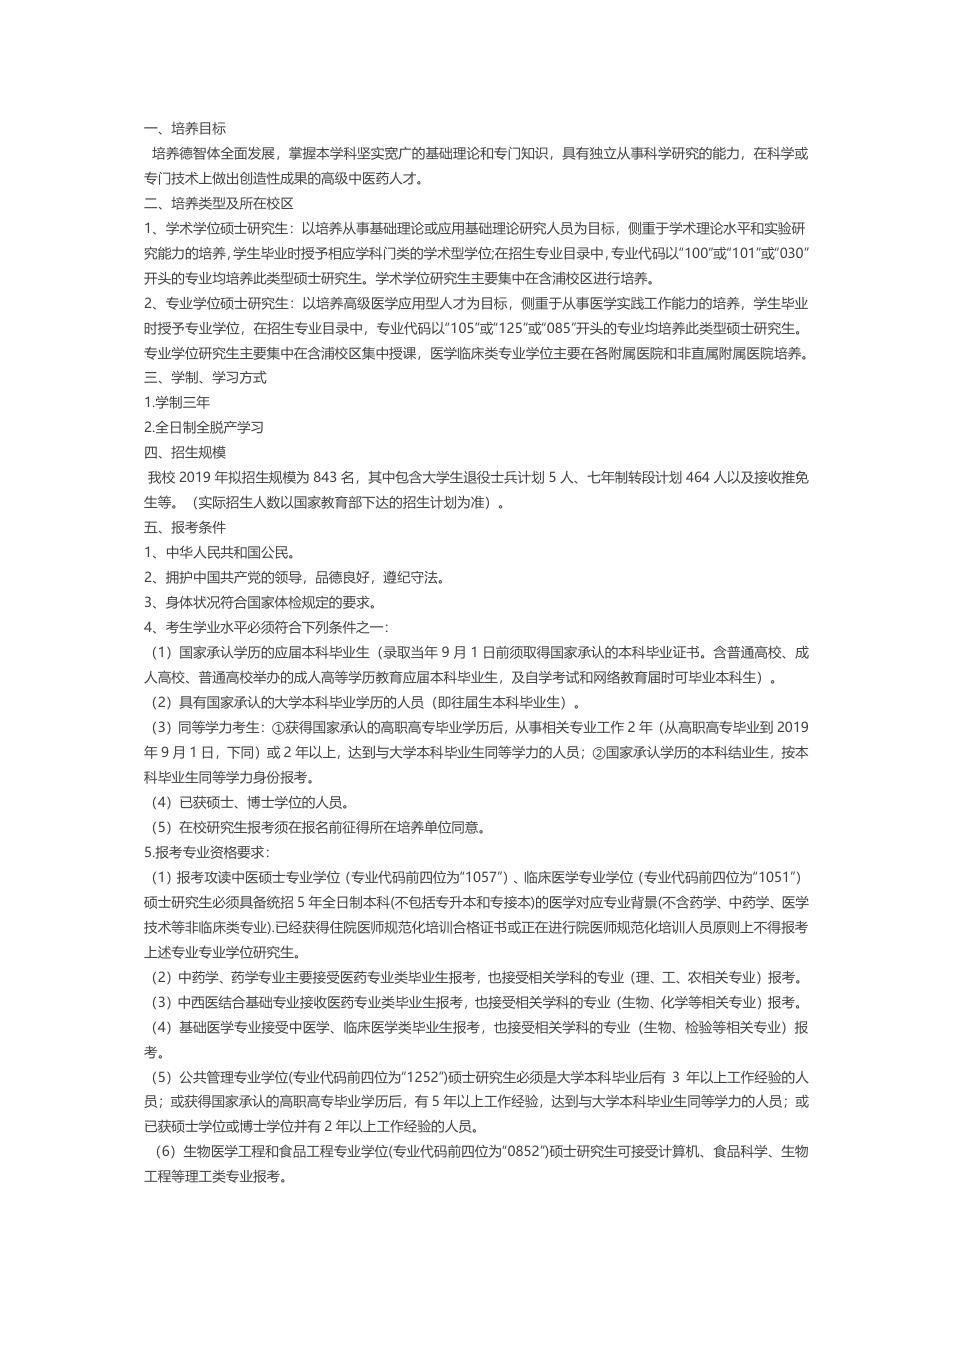 一、培养目标
培养德智体全面发展，掌握本学科坚实宽广的基础理论和专门知识，具有独立从事科学研究的能力，在科学或
专门技术上做出创造性成果的高级中医药人才。
二、培养类型及所在校区
1、学术学位硕士研究生：以培养从事基础理论或应用基础理论研究人员为目标，侧重于学术理论水平和实验研
究能力的培养，学生毕业时授予相应学科门类的学术型学位;在招生专业目录中，专业代码以“100”或“101”或“030”
开头的专业均培养此类型硕士研究生。学术学位研究生主要集中在含浦校区进行培养。
2、专业学位硕士研究生：以培养高级医学应用型人才为目标，侧重于从事医学实践工作能力的培养，学生毕业
时授予专业学位，在招生专业目录中，专业代码以“105”或“125”或“085”开头的专业均培养此类型硕士研究生。
专业学位研究生主要集中在含浦校区集中授课，医学临床类专业学位主要在各附属医院和非直属附属医院培养。
三、学制、学习方式
1.学制三年
2.全日制全脱产学习
四、招生规模
我校 2019 年拟招生规模为 843 名，其中包含大学生退役士兵计划 5 人、七年制转段计划 464 人以及接收推免
生等。（实际招生人数以国家教育部下达的招生计划为准）。
五、报考条件
1、中华人民共和国公民。
2、拥护中国共产党的领导，品德良好，遵纪守法。
3、身体状况符合国家体检规定的要求。
4、考生学业水平必须符合下列条件之一：
（1）国家承认学历的应届本科毕业生（录取当年 9 月 1 日前须取得国家承认的本科毕业证书。含普通高校、成
人高校、普通高校举办的成人高等学历教育应届本科毕业生，及自学考试和网络教育届时可毕业本科生）。
（2）具有国家承认的大学本科毕业学历的人员（即往届生本科毕业生）。
（3）同等学力考生：①获得国家承认的高职高专毕业学历后，从事相关专业工作 2 年（从高职高专毕业到 2019
年 9 月 1 日，下同）或 2 年以上，达到与大学本科毕业生同等学力的人员；②国家承认学历的本科结业生，按本
科毕业生同等学力身份报考。
（4）已获硕士、博士学位的人员。
（5）在校研究生报考须在报名前征得所在培养单位同意。
5.报考专业资格要求：
（1）报考攻读中医硕士专业学位（专业代码前四位为“1057”）、临床医学专业学位（专业代码前四位为“1051”）
硕士研究生必须具备统招 5 年全日制本科(不包括专升本和专接本)的医学对应专业背景(不含药学、中药学、医学
技术等非临床类专业).已经获得住院医师规范化培训合格证书或正在进行院医师规范化培训人员原则上不得报考
上述专业专业学位研究生。
（2）中药学、药学专业主要接受医药专业类毕业生报考，也接受相关学科的专业（理、工、农相关专业）报考。
（3）中西医结合基础专业接收医药专业类毕业生报考，也接受相关学科的专业（生物、化学等相关专业）报考。
（4）基础医学专业接受中医学、临床医学类毕业生报考，也接受相关学科的专业（生物、检验等相关专业）报
考。
（5）公共管理专业学位(专业代码前四位为“1252”)硕士研究生必须是大学本科毕业后有 3 年以上工作经验的人
员；或获得国家承认的高职高专毕业学历后，有 5 年以上工作经验，达到与大学本科毕业生同等学力的人员；或
已获硕士学位或博士学位并有 2 年以上工作经验的人员。
（6）生物医学工程和食品工程专业学位(专业代码前四位为“0852”)硕士研究生可接受计算机、食品科学、生物
工程等理工类专业报考。